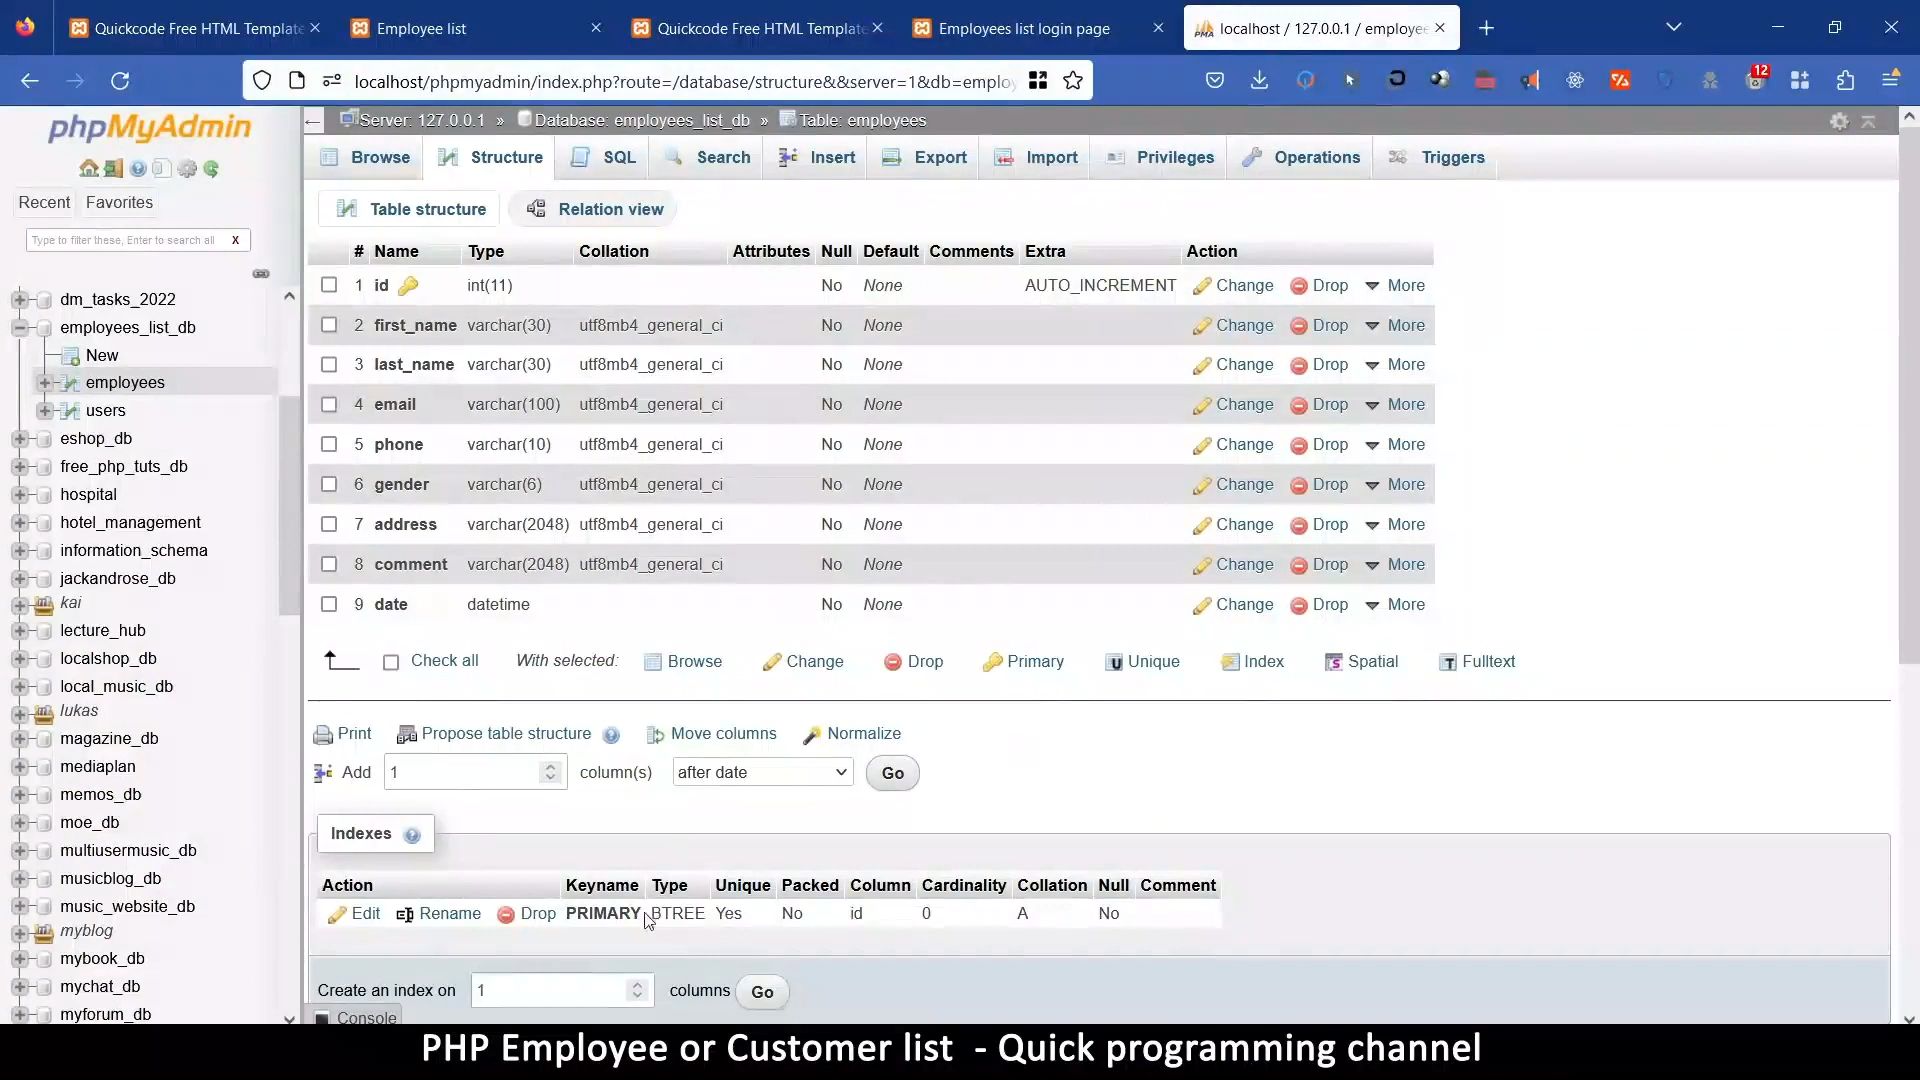 Quickcode Free HTML Template
Employee list
Quickcode Free HTML Template
Employees list login page
PMA localhost / 127.0.0.1 / employee
localhost/phpmyadmin/index.php?route=/database/structure&&server=1&db=emplo
12
phpMyAdmin
Recent Favorites
Type to filter these, Enter to search all X
dm_tasks_2022
employees_list_db
New
employees
users
eshop_db
free_php_tuts_db
hospital
hotel_management
information_schema
jackandrose_db
kai
lecture_hub
localshop_db
local_music_db
lukas
magazine_db
mediaplan
memos_db
moe_db
multiusermusic_db
musicblog_db
music_website_db
myblog
mybook_db
mychat_db
myforum_db
Server: 127.0.0.1 » Database: employees_list_db » Table: employees
Browse Structure SQL Search Insert Export Import Privileges Operations Triggers
Table structure Relation view
# Name Type Collation Attributes Null Default Comments Extra Action
1 id int(11) No None AUTO_INCREMENT Change Drop More
2 first_name varchar(30) utf8mb4_general_ci No None Change Drop More
3 last_name varchar(30) utf8mb4_general_ci No None Change Drop More
4 email varchar(100) utf8mb4_general_ci No None Change Drop More
5 phone varchar(10) utf8mb4_general_ci No None Change Drop More
6 gender varchar(6) utf8mb4_general_ci No None Change Drop More
7 address varchar(2048) utf8mb4_general_ci No None Change Drop More
8 comment varchar(2048) utf8mb4_general_ci No None Change Drop More
9 date datetime No None Change Drop More
Check all With selected: Browse Change Drop Primary Unique Index Spatial Fulltext
Print Propose table structure Move columns Normalize
Add 1 column(s) after date Go
Indexes
Action Keyname Type Unique Packed Column Cardinality Collation Null Comment
Edit Rename Drop PRIMARY BTREE Yes No id 0 A No
Create an index on 1 columns Go
Console
PHP Employee or Customer list - Quick programming channel